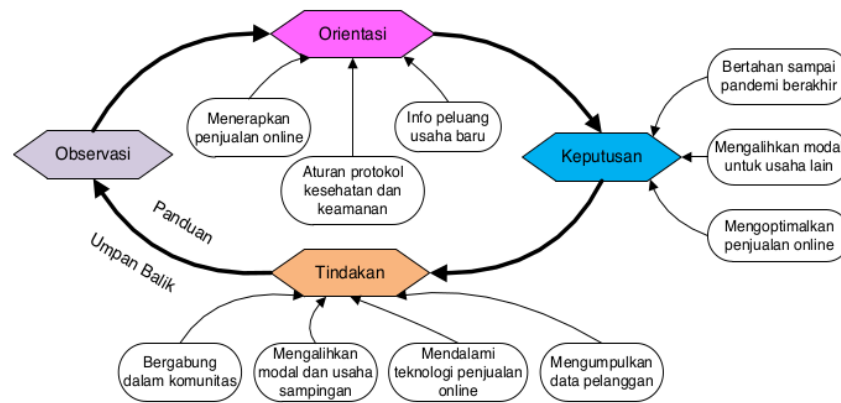 Orientasi
Menerapkan
penjualan online
Info peluang
usaha baru
Aturan protokol
kesehatan dan
keamanan
Bertahan sampai
pandemi berakhir
Observasi
Keputusan
Mengalihkan modal
untuk usaha lain
Mengoptimalkan
penjualan online
Panduan
Umpan Balik
Tindakan
Bergabung
dalam komunitas
Mengalihkan
modal dan usaha
sampingan
Mendalami
teknologi penjualan
online
Mengumpulkan
data pelanggan